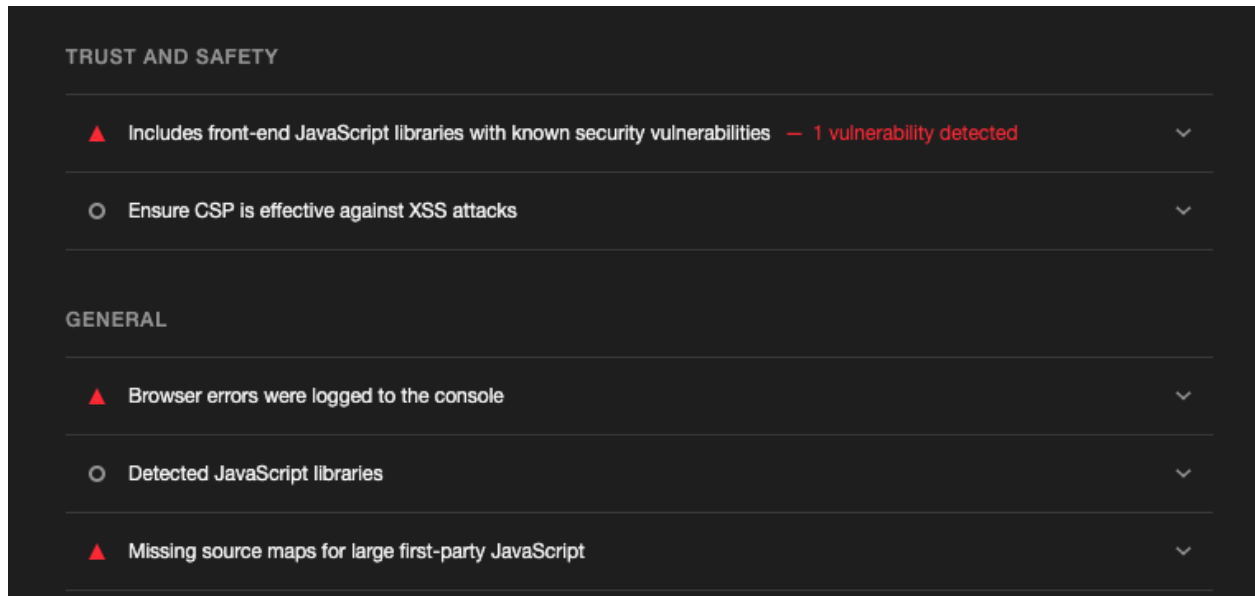 TRUST AND SAFETY
Includes front-end JavaScript libraries with known security vulnerabilities — 1 vulnerability detected
Ensure CSP is effective against XSS attacks
GENERAL
Browser errors were logged to the console
Detected JavaScript libraries
Missing source maps for large first-party JavaScript